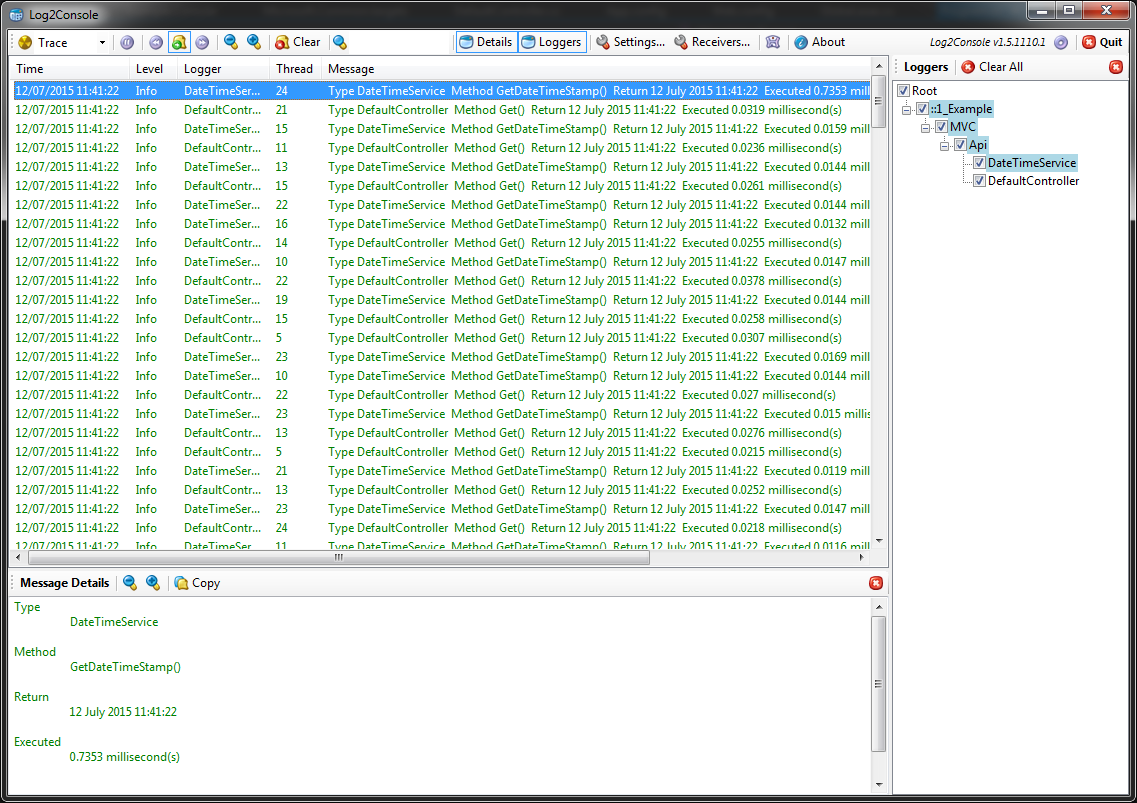 Log2Console
Trace Clear Details Loggers Settings... Receivers... About Log2Console v1.5.1110.1 Quit
Time Level Logger Thread Message
12/07/2015 11:41:22 Info DateTimeSer... 24 Type DateTimeService Method GetDateTimeStamp() Return 12 July 2015 11:41:22 Executed 0.7353 mill
12/07/2015 11:41:22 Info DefaultContr... 21 Type DefaultController Method Get() Return 12 July 2015 11:41:22 Executed 0.0319 millisecond(s)
12/07/2015 11:41:22 Info DateTimeSer... 15 Type DateTimeService Method GetDateTimeStamp() Return 12 July 2015 11:41:22 Executed 0.0159 mill
12/07/2015 11:41:22 Info DefaultContr... 11 Type DefaultController Method Get() Return 12 July 2015 11:41:22 Executed 0.0236 millisecond(s)
12/07/2015 11:41:22 Info DateTimeSer... 13 Type DateTimeService Method GetDateTimeStamp() Return 12 July 2015 11:41:22 Executed 0.0144 mill
12/07/2015 11:41:22 Info DefaultContr... 15 Type DefaultController Method Get() Return 12 July 2015 11:41:22 Executed 0.0261 millisecond(s)
12/07/2015 11:41:22 Info DateTimeSer... 22 Type DateTimeService Method GetDateTimeStamp() Return 12 July 2015 11:41:22 Executed 0.0144 mill
12/07/2015 11:41:22 Info DateTimeSer... 16 Type DateTimeService Method GetDateTimeStamp() Return 12 July 2015 11:41:22 Executed 0.0132 mill
12/07/2015 11:41:22 Info DefaultContr... 14 Type DefaultController Method Get() Return 12 July 2015 11:41:22 Executed 0.0255 millisecond(s)
12/07/2015 11:41:22 Info DateTimeSer... 10 Type DateTimeService Method GetDateTimeStamp() Return 12 July 2015 11:41:22 Executed 0.0147 mill
12/07/2015 11:41:22 Info DefaultContr... 22 Type DefaultController Method Get() Return 12 July 2015 11:41:22 Executed 0.0378 millisecond(s)
12/07/2015 11:41:22 Info DateTimeSer... 19 Type DateTimeService Method GetDateTimeStamp() Return 12 July 2015 11:41:22 Executed 0.0144 mill
12/07/2015 11:41:22 Info DefaultContr... 15 Type DefaultController Method Get() Return 12 July 2015 11:41:22 Executed 0.0258 millisecond(s)
12/07/2015 11:41:22 Info DefaultContr... 5 Type DefaultController Method Get() Return 12 July 2015 11:41:22 Executed 0.0307 millisecond(s)
12/07/2015 11:41:22 Info DateTimeSer... 23 Type DateTimeService Method GetDateTimeStamp() Return 12 July 2015 11:41:22 Executed 0.0169 mill
12/07/2015 11:41:22 Info DateTimeSer... 10 Type DateTimeService Method GetDateTimeStamp() Return 12 July 2015 11:41:22 Executed 0.0144 mill
12/07/2015 11:41:22 Info DefaultContr... 22 Type DefaultController Method Get() Return 12 July 2015 11:41:22 Executed 0.027 millisecond(s)
12/07/2015 11:41:22 Info DateTimeSer... 23 Type DateTimeService Method GetDateTimeStamp() Return 12 July 2015 11:41:22 Executed 0.015 millis
12/07/2015 11:41:22 Info DefaultContr... 13 Type DefaultController Method Get() Return 12 July 2015 11:41:22 Executed 0.0276 millisecond(s)
12/07/2015 11:41:22 Info DefaultContr... 5 Type DefaultController Method Get() Return 12 July 2015 11:41:22 Executed 0.0215 millisecond(s)
12/07/2015 11:41:22 Info DateTimeSer... 21 Type DateTimeService Method GetDateTimeStamp() Return 12 July 2015 11:41:22 Executed 0.0119 mill
12/07/2015 11:41:22 Info DefaultContr... 13 Type DefaultController Method Get() Return 12 July 2015 11:41:22 Executed 0.0252 millisecond(s)
12/07/2015 11:41:22 Info DateTimeSer... 23 Type DateTimeService Method GetDateTimeStamp() Return 12 July 2015 11:41:22 Executed 0.0147 mill
12/07/2015 11:41:22 Info DefaultContr... 24 Type DefaultController Method Get() Return 12 July 2015 11:41:22 Executed 0.0218 millisecond(s)
12/07/2015 11:41:22 Info DateTimeSer... 11 Type DateTimeService Method GetDateTimeStamp() Return 12 July 2015 11:41:22 Executed 0.0116 mill
Message Details Copy
Type
DateTimeService
Method
GetDateTimeStamp()
Return
12 July 2015 11:41:22
Executed
0.7353 millisecond(s)
Loggers Clear All
Root
::1_Example
MVC
Api
DateTimeService
DefaultController